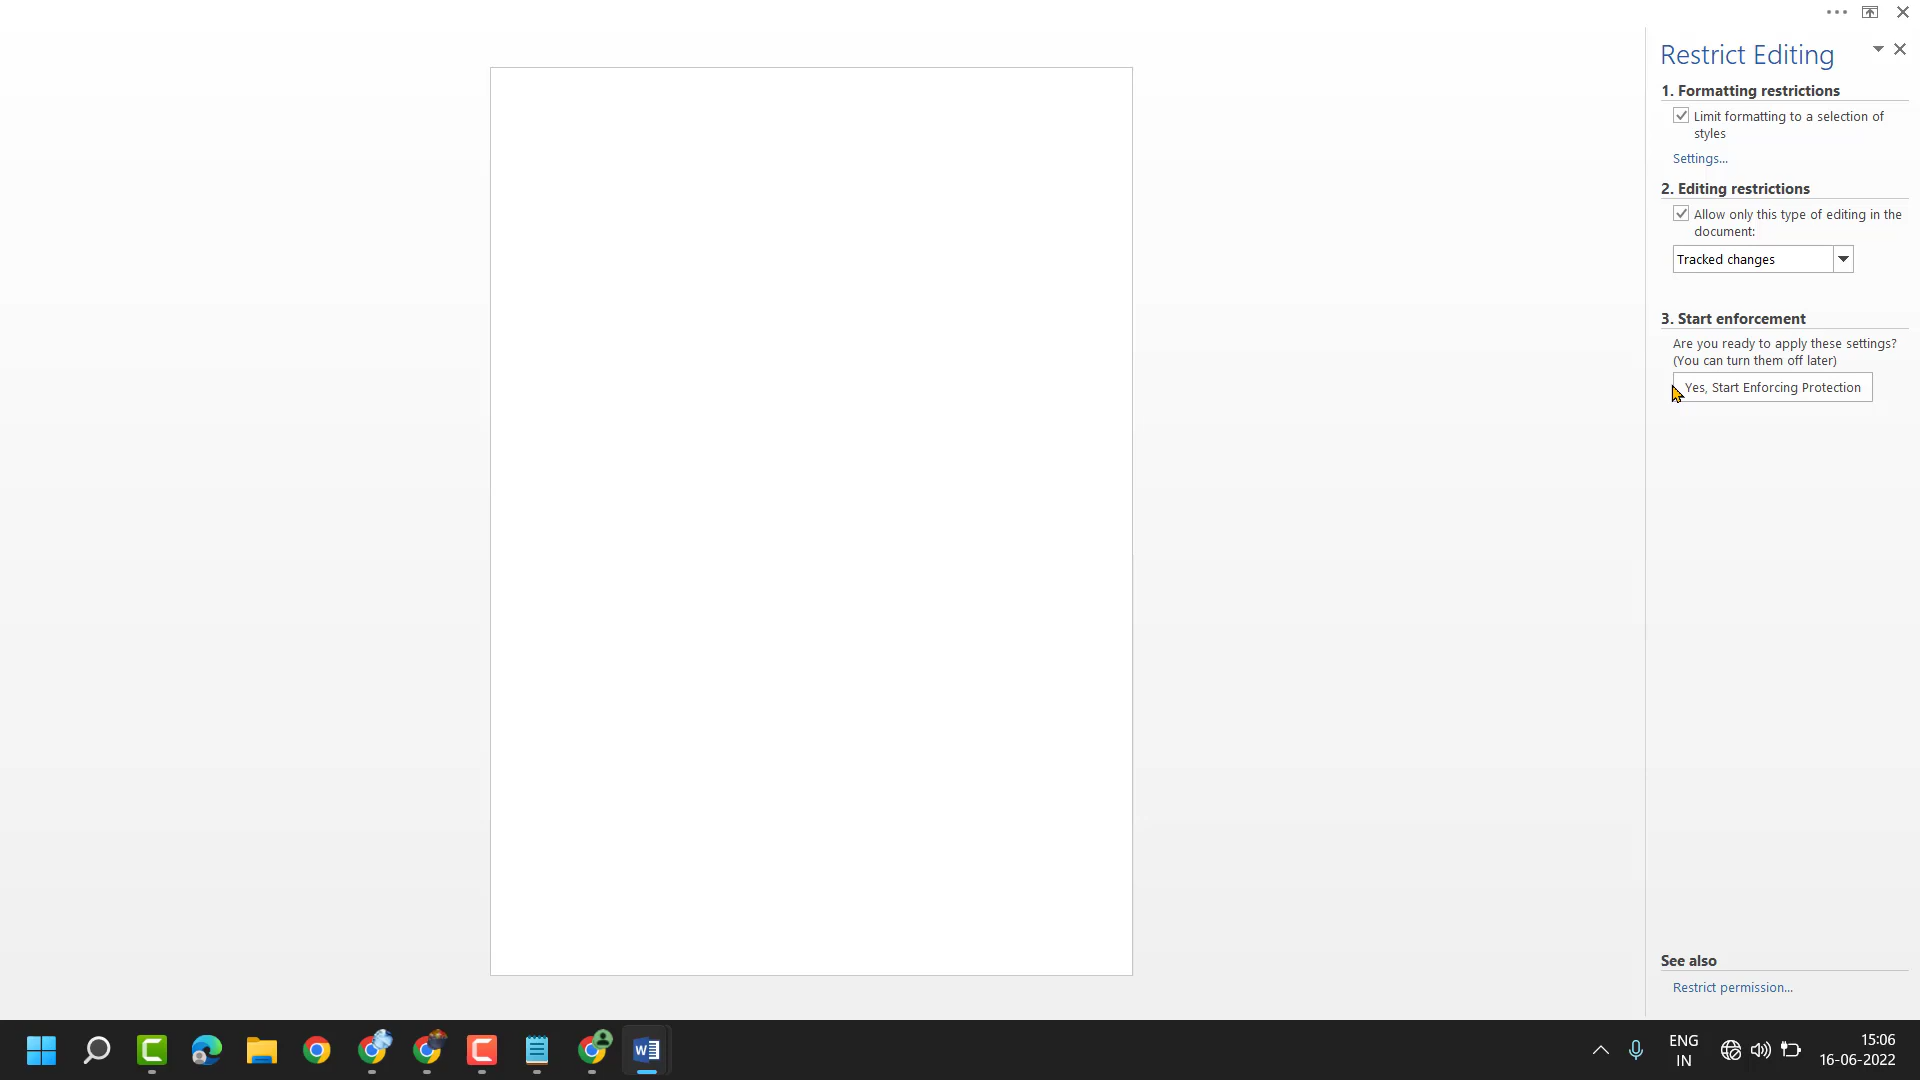 Restrict Editing
1. Formatting restrictions
Limit formatting to a selection of
styles
Settings...
2. Editing restrictions
Allow only this type of editing in the
document:
Tracked changes
3. Start enforcement
Are you ready to apply these settings?
(You can turn them off later)
Yes, Start Enforcing Protection
See also
Restrict permission...
ENG
IN
15:06
16-06-2022